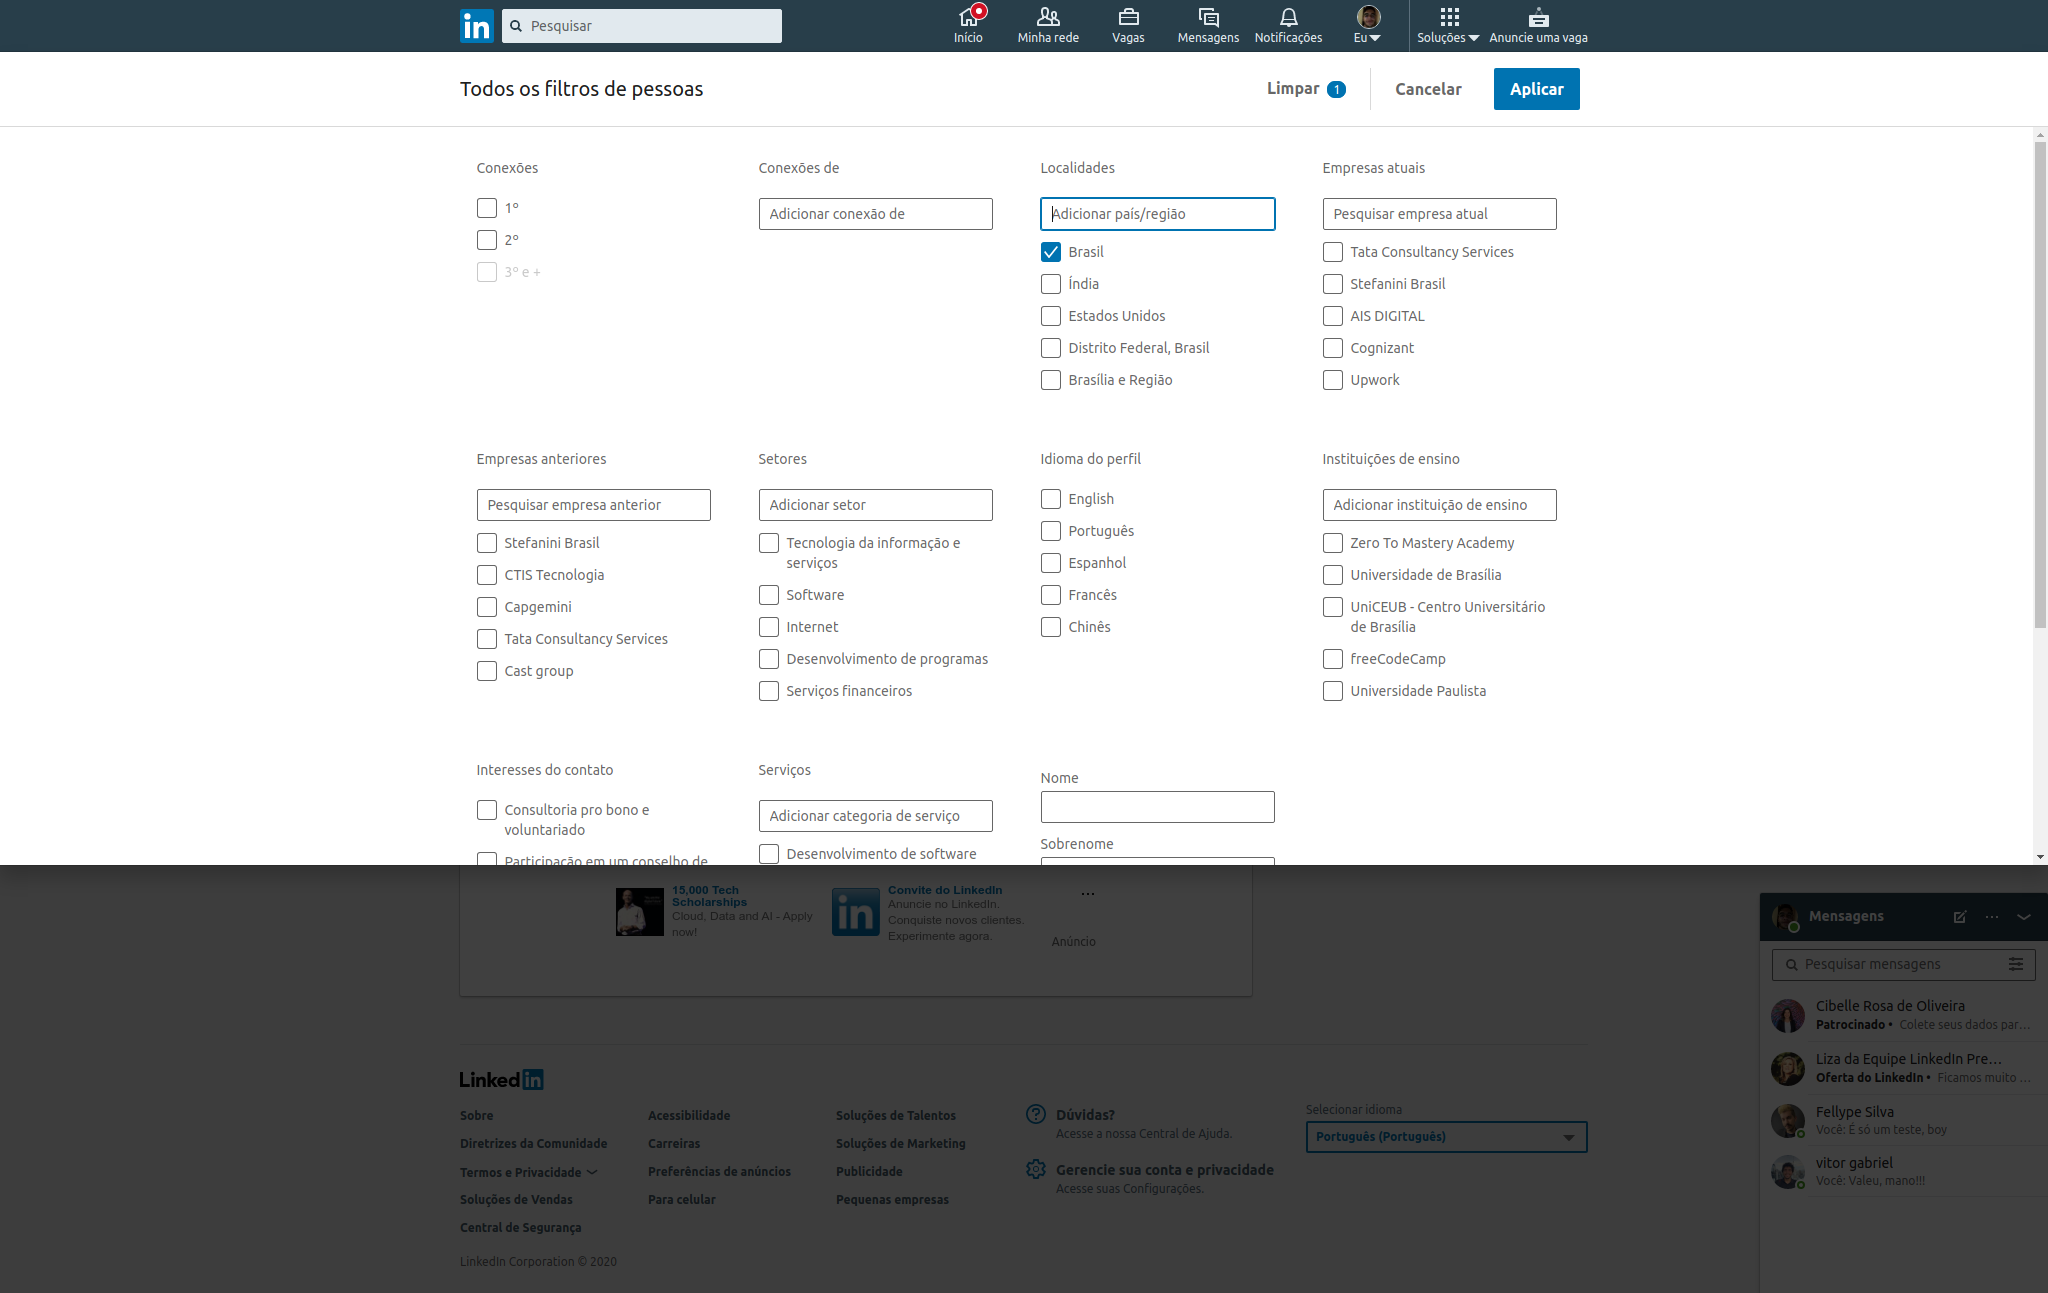 in
Pesquisar
Início
Minha rede
Vagas
Mensagens
Notificações
Eu
Soluções
Anuncie uma vaga
Todos os filtros de pessoas
Limpar 1
Cancelar
Aplicar
Conexões
1º
2º
3º e +
Conexões de
Adicionar conexão de
Localidades
Adicionar país/região
Brasil
Índia
Estados Unidos
Distrito Federal, Brasil
Brasília e Região
Empresas atuais
Pesquisar empresa atual
Tata Consultancy Services
Stefanini Brasil
AIS DIGITAL
Cognizant
Upwork
Empresas anteriores
Pesquisar empresa anterior
Stefanini Brasil
CTIS Tecnologia
Capgemini
Tata Consultancy Services
Cast group
Setores
Adicionar setor
Tecnologia da informação e
serviços
Software
Internet
Desenvolvimento de programas
Serviços financeiros
Idioma do perfil
English
Português
Espanhol
Francês
Chinês
Instituições de ensino
Adicionar instituição de ensino
Zero To Mastery Academy
Universidade de Brasília
UniCEUB - Centro Universitário
de Brasília
freeCodeCamp
Universidade Paulista
Interesses do contato
Consultoria pro bono e
voluntariado
Participação em um conselho de
Serviços
Adicionar categoria de serviço
Desenvolvimento de software
Nome
Sobrenome
15,000 Tech
Scholarships
Cloud, Data and AI - Apply
now!
in
Convite do LinkedIn
Anuncie no LinkedIn.
Conquiste novos clientes.
Experimente agora.
...
Anúncio
Linked in
Sobre
Diretrizes da Comunidade
Termos e Privacidade
Soluções de Vendas
Central de Segurança
Acessibilidade
Carreiras
Preferências de anúncios
Para celular
Soluções de Talentos
Soluções de Marketing
Publicidade
Pequenas empresas
Dúvidas?
Acesse a nossa Central de Ajuda.
Gerencie sua conta e privacidade
Acesse suas Configurações.
Selecionar idioma
Português (Português)
LinkedIn Corporation © 2020
Mensagens
Pesquisar mensagens
Cibelle Rosa de Oliveira
Patrocinado • Colete seus dados par...
Liza da Equipe LinkedIn Pre...
Oferta do LinkedIn • Ficamos muito ...
Fellype Silva
Você: É só um teste, boy
vitor gabriel
Você: Valeu, mano!!!